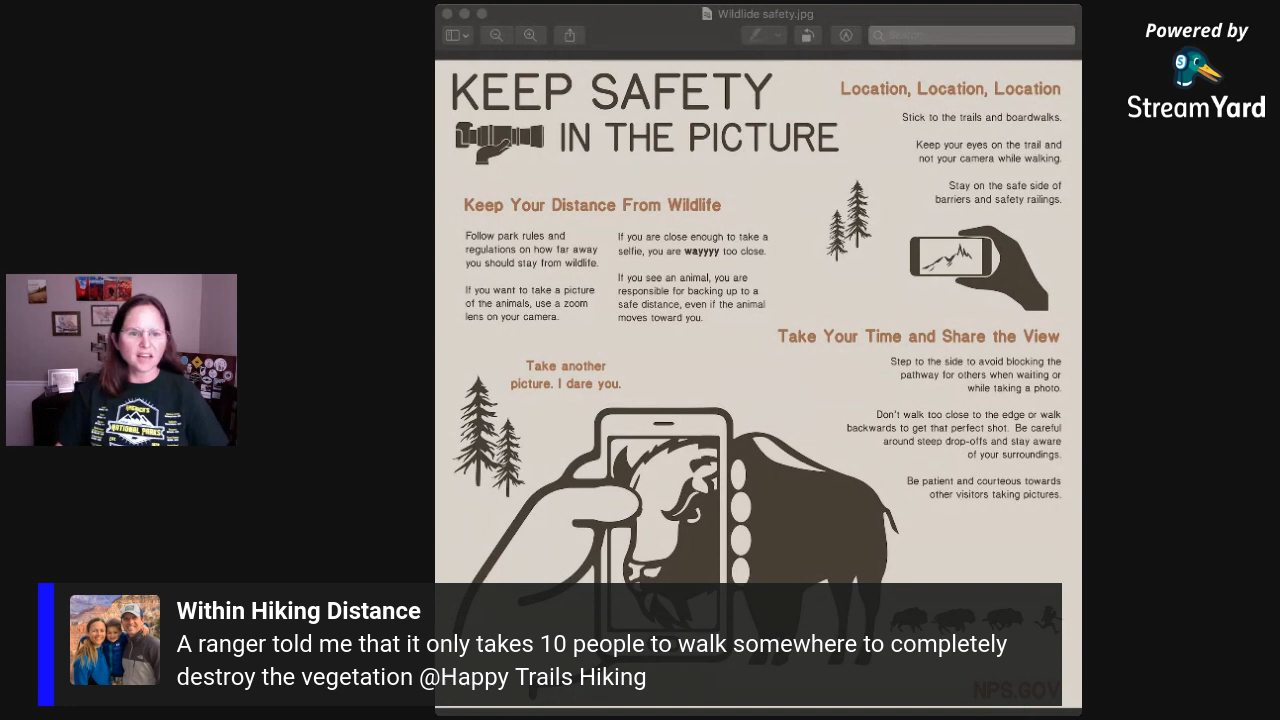 Wildlide safety.jpg
Search
Powered by
StreamYard
KEEP SAFETY
IN THE PICTURE
Location, Location, Location
Stick to the trails and boardwalks.
Keep your eyes on the trail and
not your camera while walking.
Stay on the safe side of
barriers and safety railings.
Keep Your Distance From Wildlife
Follow park rules and
regulations on how far away
you should stay from wildlife.
If you want to take a picture
of the animals, use a zoom
lens on your camera.
If you are close enough to take a
selfie, you are wayyyy too close.
If you see an animal, you are
responsible for backing up to a
safe distance, even if the animal
moves toward you.
Take Your Time and Share the View
Step to the side to avoid blocking the
pathway for others when waiting or
while taking a photo.
Don't walk too close to the edge or walk
backwards to get that perfect shot. Be careful
around steep drop-offs and stay aware
of your surroundings.
Be patient and courteous towards
other visitors taking pictures.
Take another
picture. I dare you.
AMERICA'S
NATIONAL PARKS
Within Hiking Distance
A ranger told me that it only takes 10 people to walk somewhere to completely
destroy the vegetation @Happy Trails Hiking
NPS.GOV